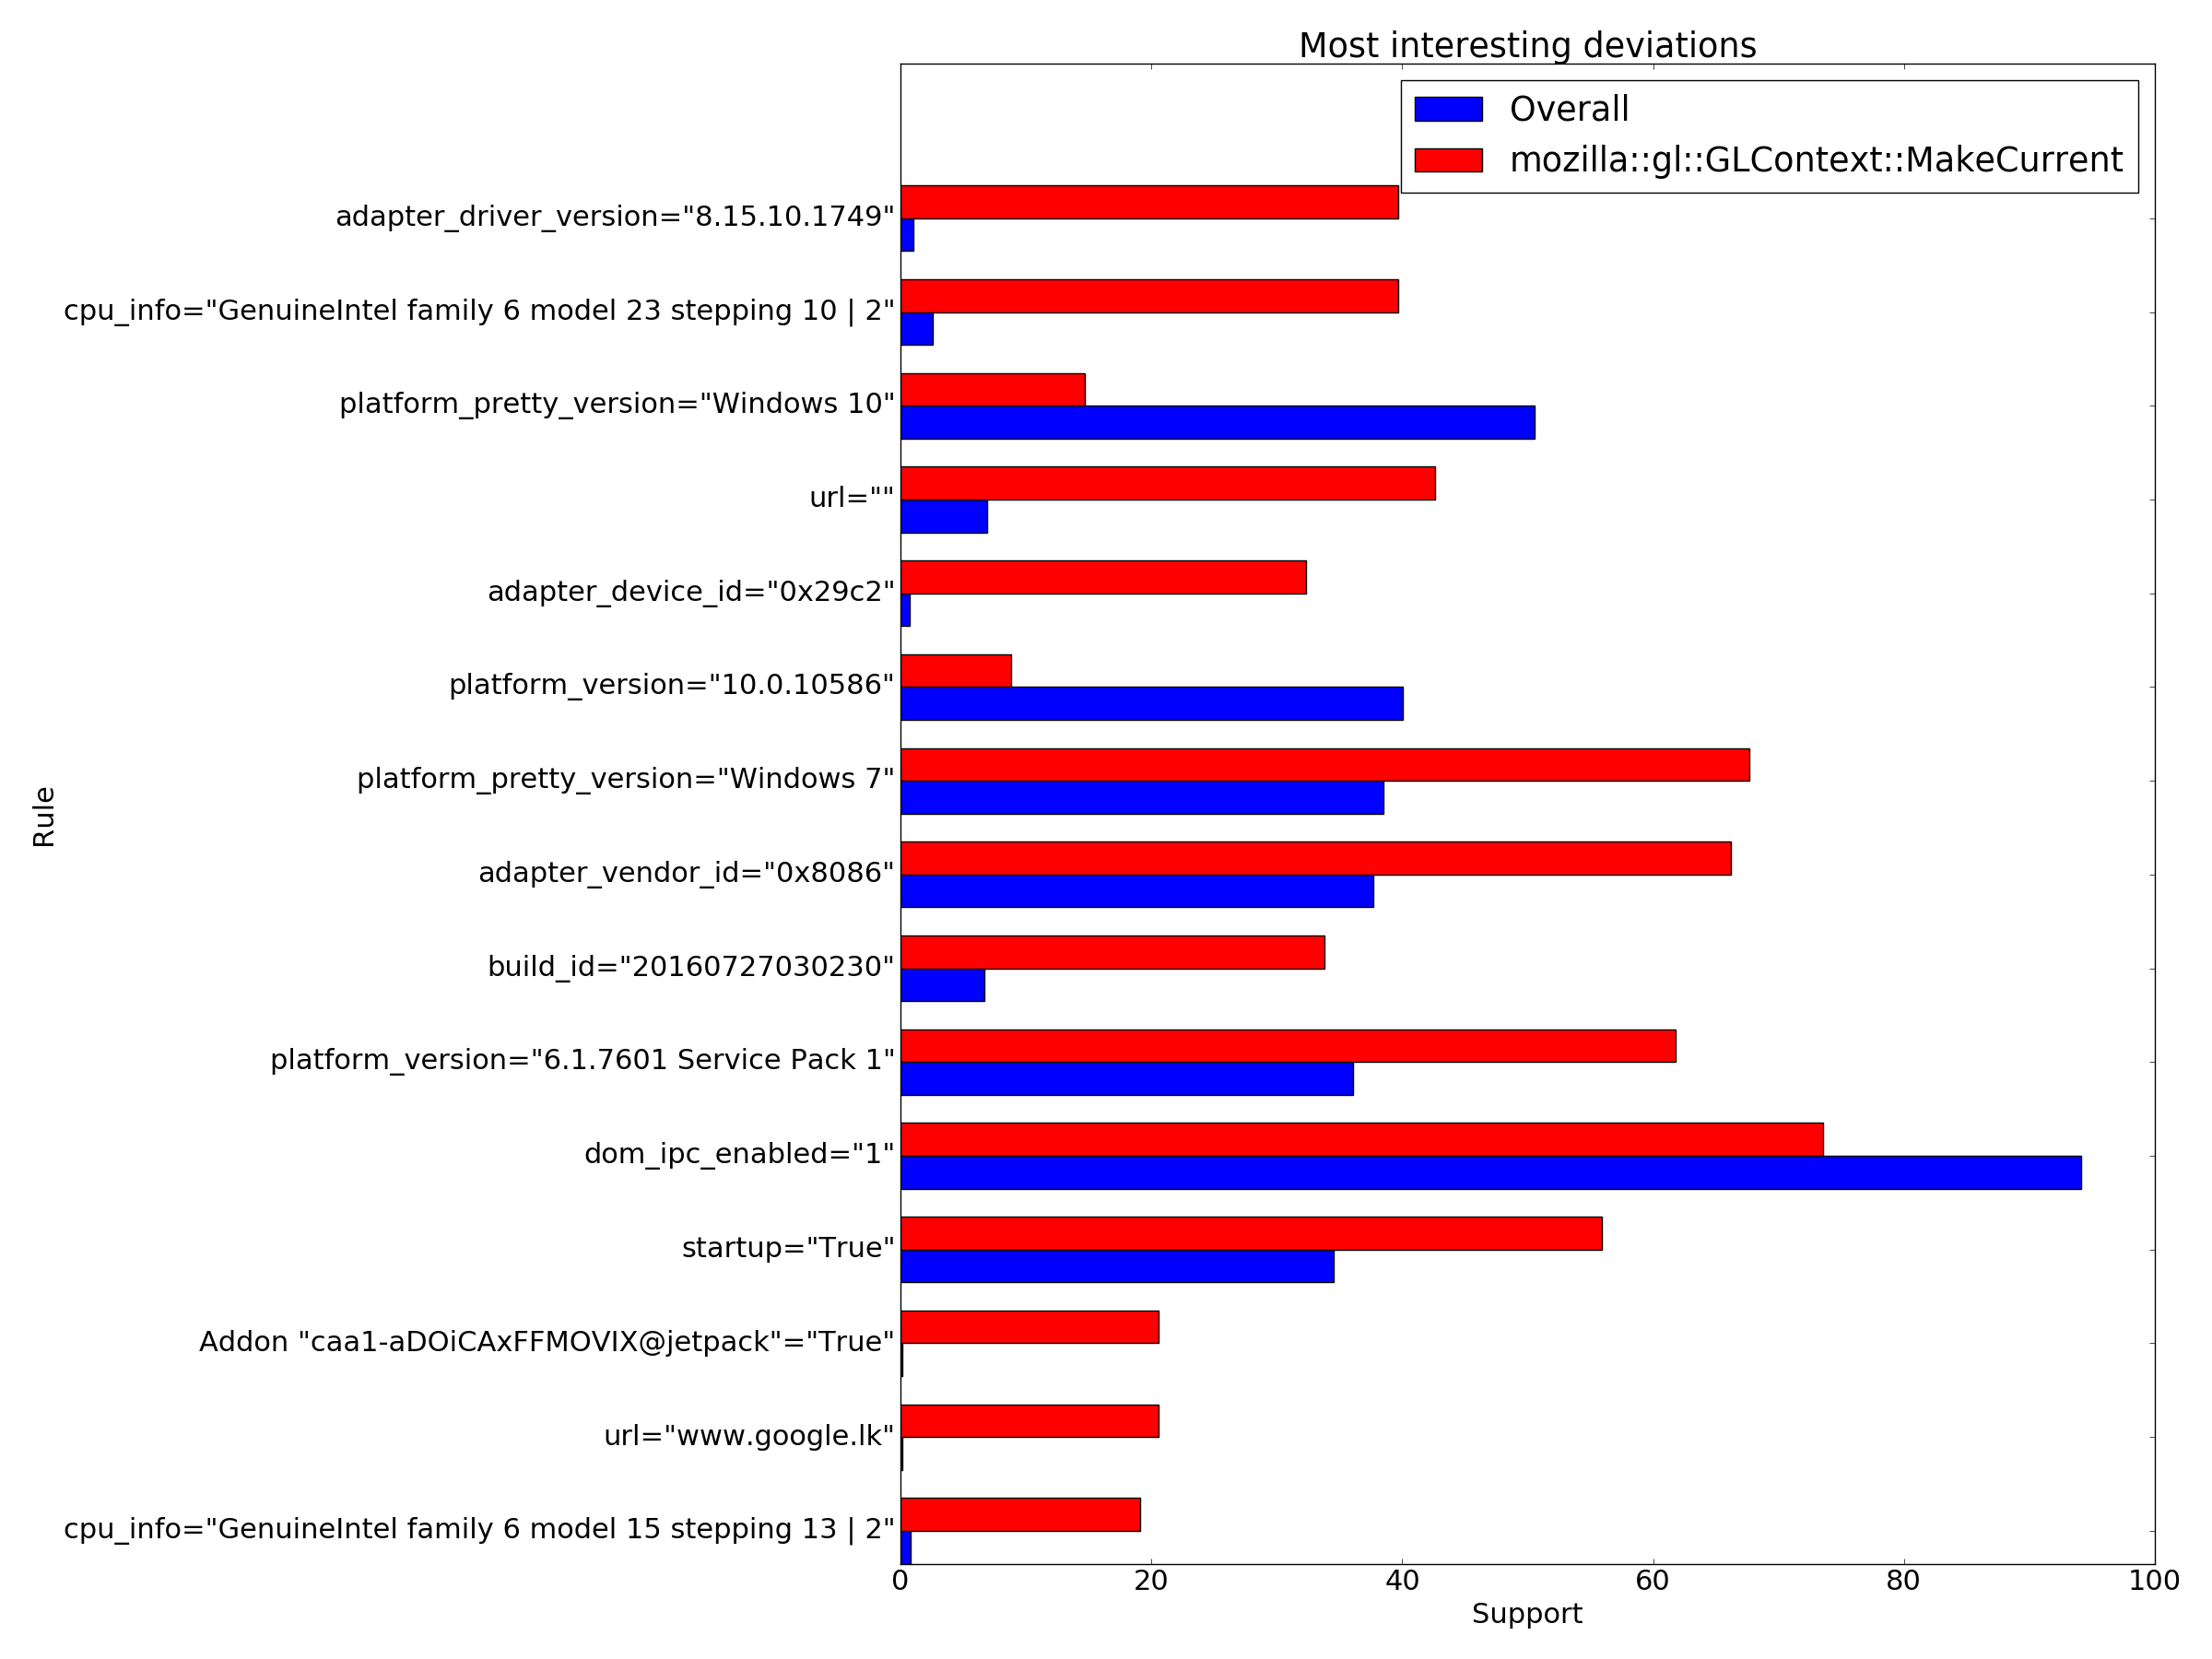 Most interesting deviations
Overall
mozilla::gl::GLContext::MakeCurrent
adapter_driver_version="8.15.10.1749"
cpu_info="GenuineIntel family 6 model 23 stepping 10 | 2"
platform_pretty_version="Windows 10"
url=""
adapter_device_id="0x29c2"
platform_version="10.0.10586"
platform_pretty_version="Windows 7"
adapter_vendor_id="0x8086"
build_id="20160727030230"
platform_version="6.1.7601 Service Pack 1"
dom_ipc_enabled="1"
startup="True"
Addon "caa1-aDOiCAxFFMOVIX@jetpack"="True"
url="www.google.lk"
cpu_info="GenuineIntel family 6 model 15 stepping 13 | 2"
Rule
0 20 40 60 80 100
Support